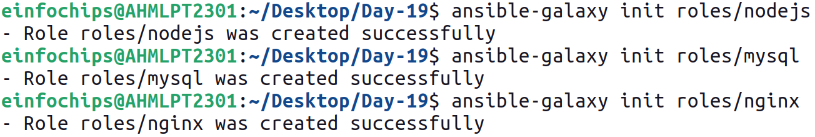 einfochips@AHMLPT2301:~/Desktop/Day-19$ ansible-galaxy init roles/nodejs
- Role roles/nodejs was created successfully
einfochips@AHMLPT2301:~/Desktop/Day-19$ ansible-galaxy init roles/mysql
- Role roles/mysql was created successfully
einfochips@AHMLPT2301:~/Desktop/Day-19$ ansible-galaxy init roles/nginx
- Role roles/nginx was created successfully